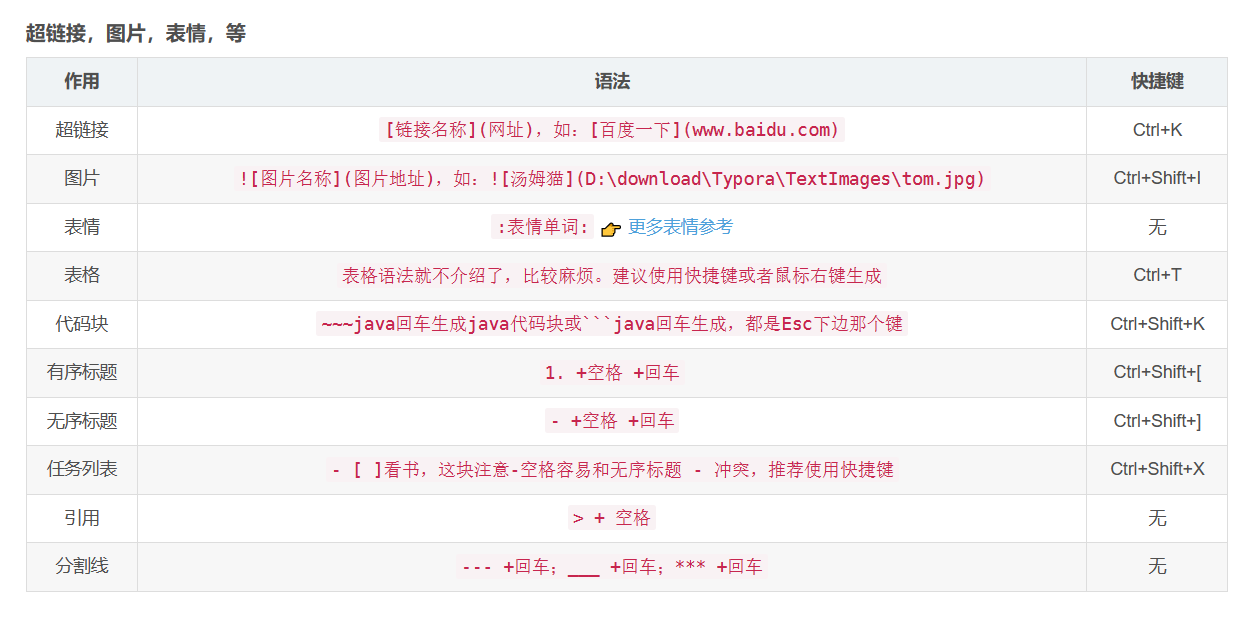 超链接，图片，表情，等
作用 语法 快捷键
超链接 [链接名称](网址)，如：[百度一下](www.baidu.com) Ctrl+K
图片 ![图片名称](图片地址)，如：![汤姆猫](D:\download\Typora\TextImages\tom.jpg) Ctrl+Shift+I
表情 :表情单词: 👉 更多表情参考 无
表格 表格语法就不介绍了，比较麻烦。建议使用快捷键或者鼠标右键生成 Ctrl+T
代码块 ~~~java回车生成java代码块或```java回车生成，都是Esc下边那个键 Ctrl+Shift+K
有序标题 1. +空格 +回车 Ctrl+Shift+[
无序标题 - +空格 +回车 Ctrl+Shift+]
任务列表 - [ ]看书，这块注意-空格容易和无序标题 - 冲突，推荐使用快捷键 Ctrl+Shift+X
引用 > + 空格 无
分割线 --- +回车；___ +回车；*** +回车 无